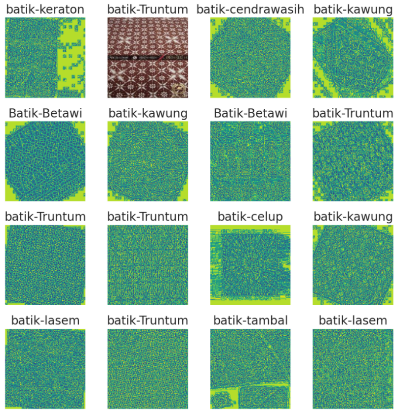 batik-keraton batik-Truntum batik-cendrawasih batik-kawung
Batik-Betawi batik-kawung Batik-Betawi batik-Truntum
batik-Truntum batik-Truntum batik-celup batik-kawung
batik-lasem batik-Truntum batik-tambal batik-lasem